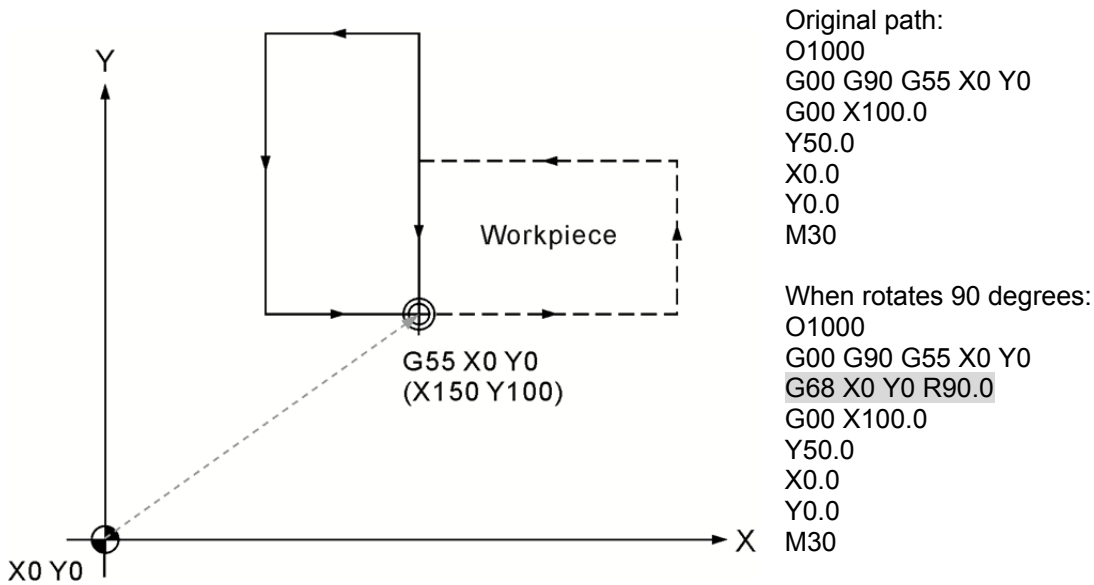 Y
Workpiece
G55 X0 Y0
(X150 Y100)
X
X0 Y0
Original path:
O1000
G00 G90 G55 X0 Y0
G00 X100.0
Y50.0
X0.0
Y0.0
M30
When rotates 90 degrees:
O1000
G00 G90 G55 X0 Y0
G68 X0 Y0 R90.0
G00 X100.0
Y50.0
X0.0
Y0.0
M30